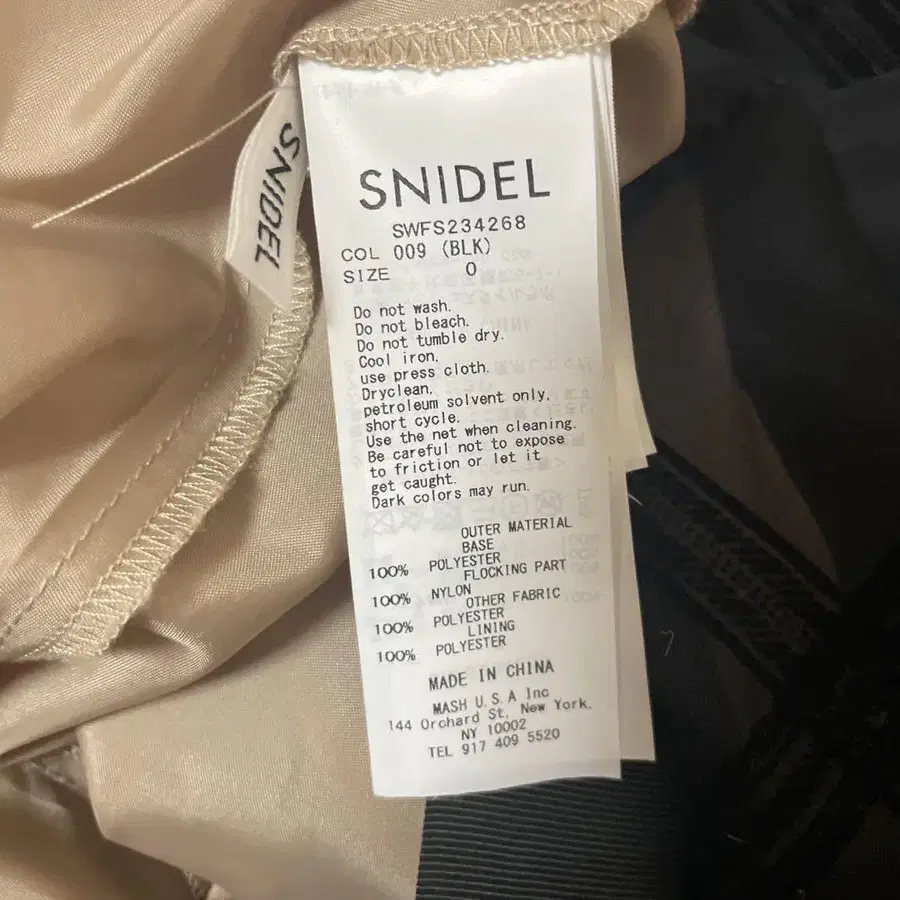 SNIDEL
SNIDEL
SWFS234268
COL 009 (BLK)
SIZE 0
Do not wash.
Do not bleach.
Do not tumble dry.
Cool iron.
use press cloth.
Dryclean.
petroleum solvent only.
short cycle.
Use the net when cleaning.
Be careful not to expose
to friction or let it
get caught.
Dark colors may run.
OUTER MATERIAL
BASE
100% POLYESTER
FLOCKING PART
100% NYLON
OTHER FABRIC
100% POLYESTER
LINING
100% POLYESTER
MADE IN CHINA
MASH U.S.A Inc
144 Orchard St. New York.
NY 10002
TEL 917 409 5520